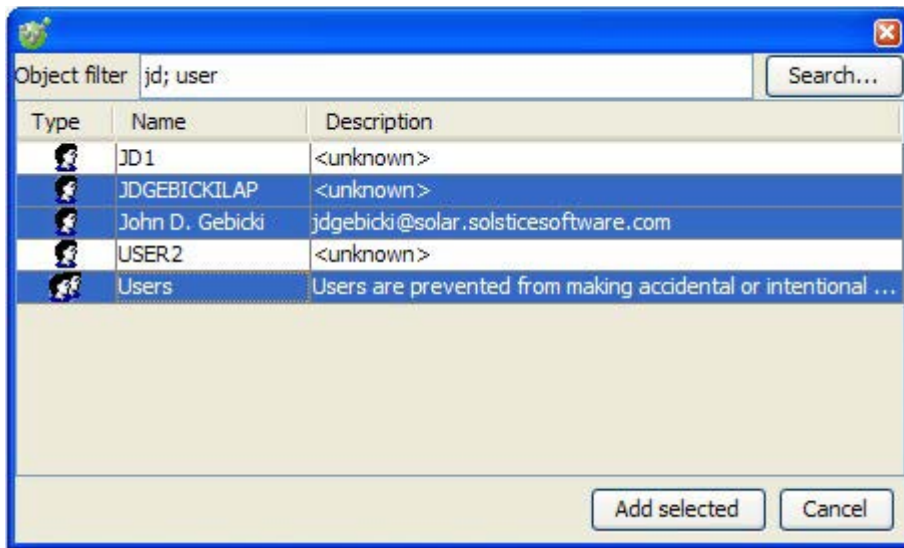 Object filter jd; user Search...
Type Name Description
JD1 <unknown>
JDGEBICKILAP <unknown>
John D. Gebicki jdgebicki@solar.solsticesoftware.com
USER2 <unknown>
Users Users are prevented from making accidental or intentional ...
Add selected Cancel